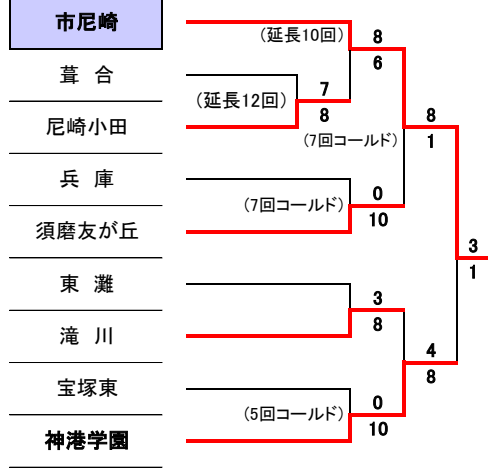 市尼崎
(延長10回)
8
6
葺 合
(延長12回)
7
8
尼崎小田
8
1
(7回コールド)
兵 庫
(7回コールド)
0
10
須磨友が丘
3
1
東 灘
3
8
滝 川
4
8
宝塚東
(5回コールド)
0
10
神港学園